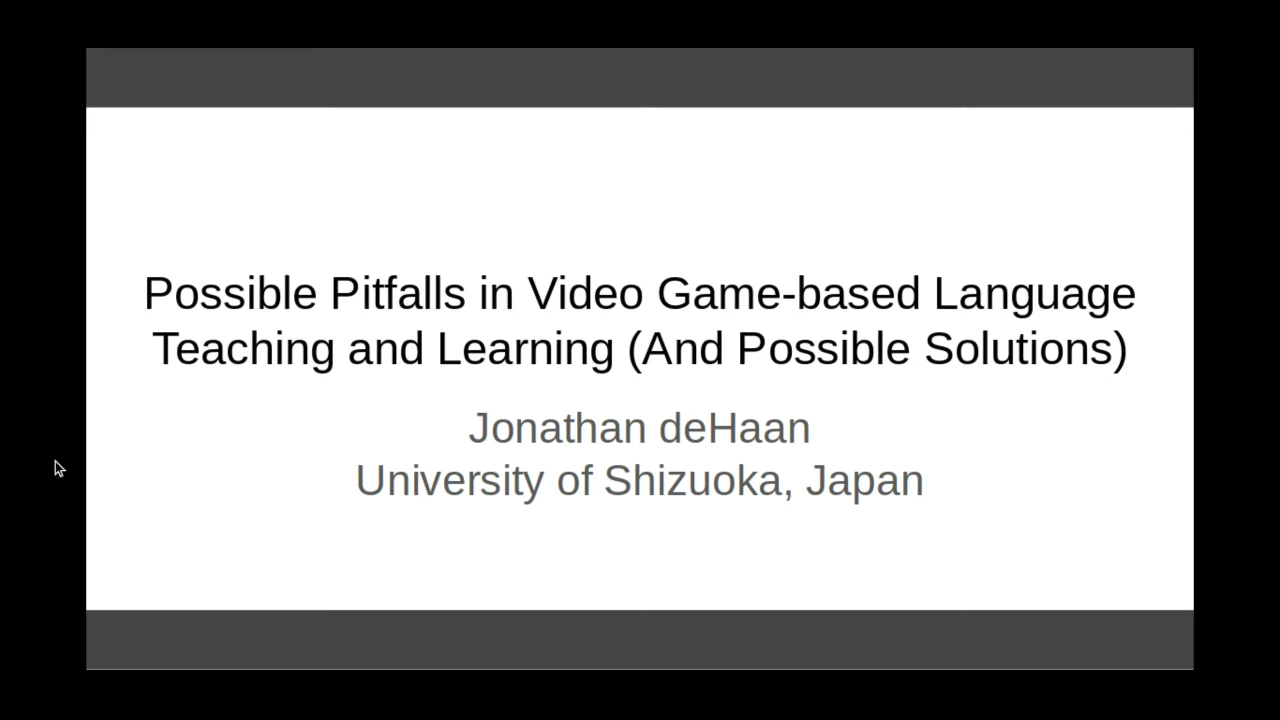 Possible Pitfalls in Video Game-based Language
Teaching and Learning (And Possible Solutions)
Jonathan deHaan
University of Shizuoka, Japan